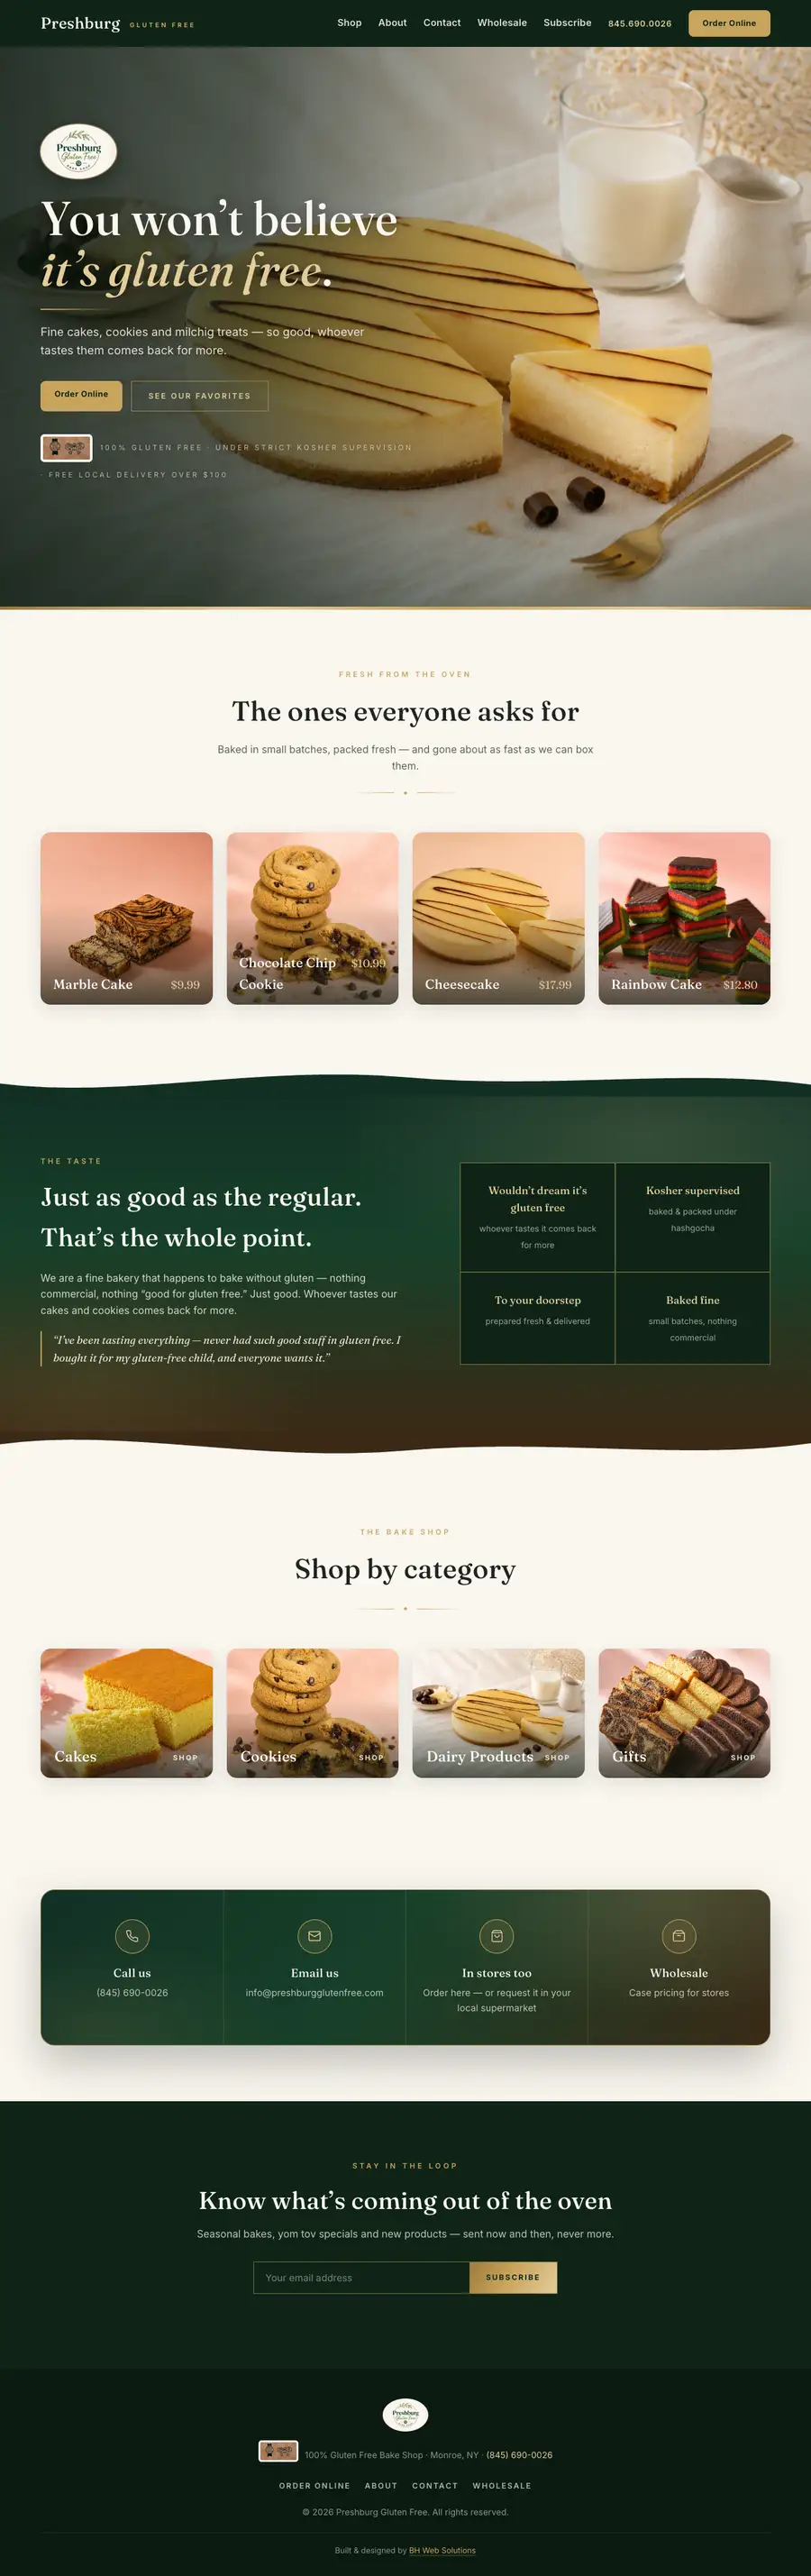 Preshburg GLUTEN FREE
Shop About Contact Wholesale Subscribe 845.690.0026 Order Online
Preshburg
Gluten Free
You won’t believe
it’s gluten free.
Fine cakes, cookies and milchig treats — so good, whoever
tastes them comes back for more.
Order Online SEE OUR FAVORITES
100% GLUTEN FREE · UNDER STRICT KOSHER SUPERVISION
· FREE LOCAL DELIVERY OVER $100
FRESH FROM THE OVEN
The ones everyone asks for
Baked in small batches, packed fresh — and gone about as fast as we can box
them.
Marble Cake $9.99
Chocolate Chip
Cookie $10.99
Cheesecake $17.99
Rainbow Cake $12.80
THE TASTE
Just as good as the regular.
That’s the whole point.
We are a fine bakery that happens to bake without gluten — nothing
commercial, nothing “good for gluten free.” Just good. Whoever tastes our
cakes and cookies comes back for more.
“I’ve been tasting everything — never had such good stuff in gluten free. I
bought it for my gluten-free child, and everyone wants it.”
Wouldn’t dream it’s
gluten free
whoever tastes it comes back
for more
Kosher supervised
baked & packed under
hashgocha
To your doorstep
prepared fresh & delivered
Baked fine
small batches, nothing
commercial
THE BAKE SHOP
Shop by category
Cakes SHOP
Cookies SHOP
Dairy Products SHOP
Gifts SHOP
Call us
(845) 690-0026
Email us
info@preshburgglutenfree.com
In stores too
Order here — or request it in your
local supermarket
Wholesale
Case pricing for stores
STAY IN THE LOOP
Know what’s coming out of the oven
Seasonal bakes, yom tov specials and new products — sent now and then, never more.
Your email address SUBSCRIBE
Preshburg
Gluten Free
100% Gluten Free Bake Shop · Monroe, NY · (845) 690-0026
ORDER ONLINE ABOUT CONTACT WHOLESALE
© 2026 Preshburg Gluten Free. All rights reserved.
Built & designed by BH Web Solutions